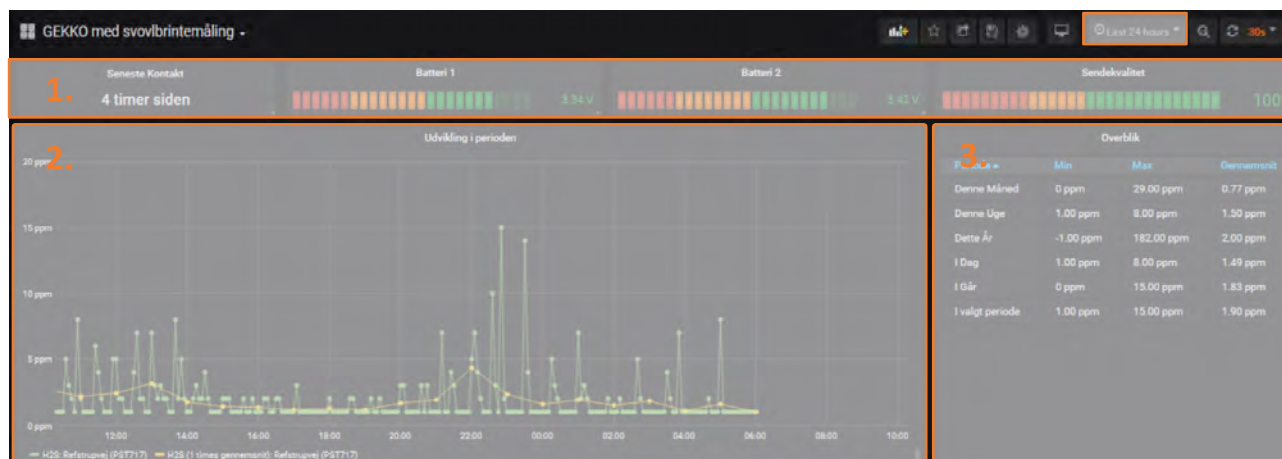 GEKKO med svovlbrintemåling
Last 24 hours
30s
1.
Seneste Kontakt
4 timer siden
Batteri 1
3.34 V
Batteri 2
3.42 V
Sendekvalitet
100
2.
Udvikling i perioden
20 ppm
15 ppm
10 ppm
5 ppm
0 ppm
12:00 14:00 16:00 18:00 20:00 22:00 00:00 02:00 04:00 06:00 08:00 10:00
H2S: Refstrupvej (PST717) H2S (1 times gennemsnit): Refstrupvej (PST717)
3.
Overblik
Periode Min Max Gennemsnit
Denne Måned 0 ppm 29.00 ppm 0.77 ppm
Denne Uge 1.00 ppm 8.00 ppm 1.50 ppm
Dette År -1.00 ppm 182.00 ppm 2.00 ppm
I Dag 1.00 ppm 8.00 ppm 1.49 ppm
I Går 0 ppm 15.00 ppm 1.83 ppm
I valgt periode 1.00 ppm 15.00 ppm 1.90 ppm